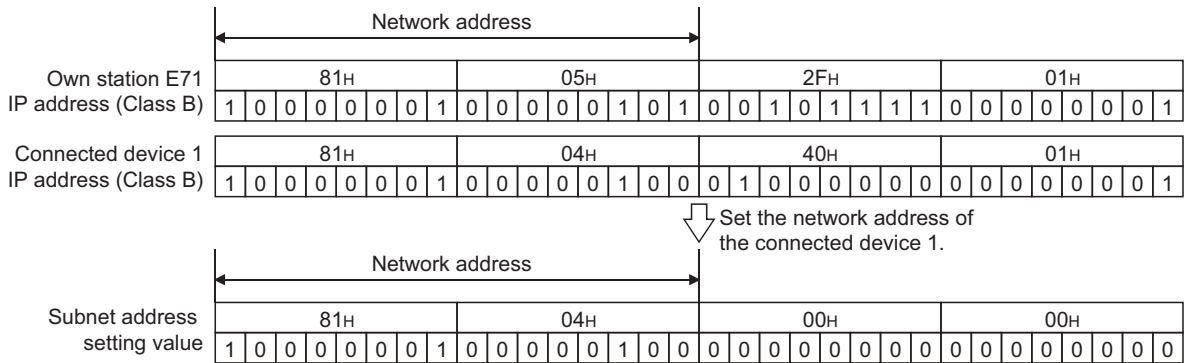 Network address
Own station E71
IP address (Class B)
81H 05H 2FH 01H
1 0 0 0 0 0 0 1 0 0 0 0 0 1 0 1 0 0 1 0 1 1 1 1 0 0 0 0 0 0 0 1
Connected device 1
IP address (Class B)
81H 04H 40H 01H
1 0 0 0 0 0 0 1 0 0 0 0 0 1 0 0 0 1 0 0 0 0 0 0 0 0 0 0 0 0 0 1
Set the network address of
the connected device 1.
Network address
Subnet address
setting value
81H 04H 00H 00H
1 0 0 0 0 0 0 1 0 0 0 0 0 1 0 0 0 0 0 0 0 0 0 0 0 0 0 0 0 0 0 0